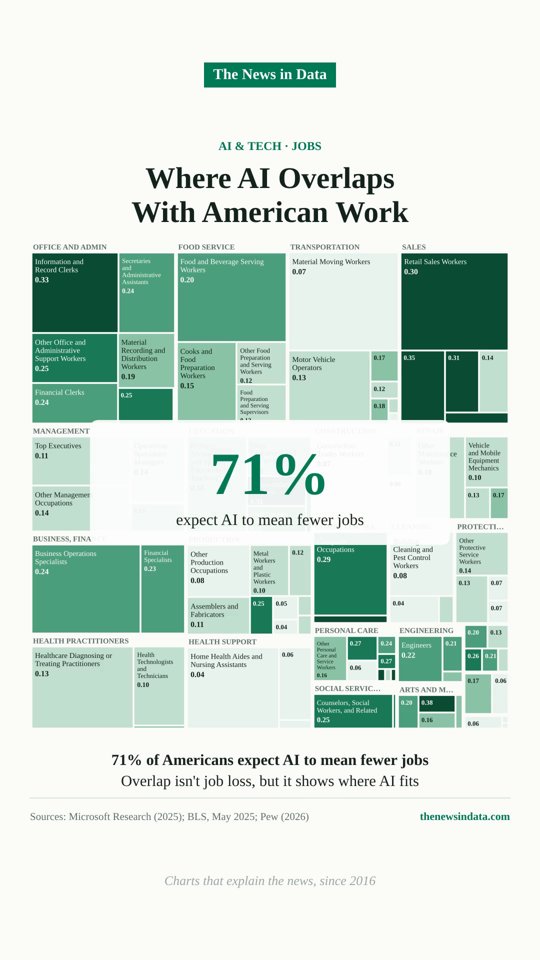 The News in Data
AI & TECH · JOBS
Where AI Overlaps
With American Work
OFFICE AND ADMIN
Information and
Record Clerks
0.33
Secretaries
and
Administrative
Assistants
0.24
Other Office and
Administrative
Support Workers
0.25
Material
Recording and
Distribution
Workers
0.19
Financial Clerks
0.24
0.25
FOOD SERVICE
Food and Beverage Serving
Workers
0.20
Cooks and
Food
Preparation
Workers
0.15
Other Food
Preparation
and Serving
Workers
0.12
Food
Preparation
and Serving
Supervisors
TRANSPORTATION
Material Moving Workers
0.07
Motor Vehicle
Operators
0.13
0.17
0.12
0.18
SALES
Retail Sales Workers
0.30
0.35
0.31
0.14
MANAGEMENT
Top Executives
0.11
Other Managemen
Occupations
0.14
71%
expect AI to mean fewer jobs
Vehicle
and Mobile
Equipment
Mechanics
0.10
0.13
0.17
BUSINESS, FINA
Business Operations
Specialists
0.24
Financial
Specialists
0.23
Other
Production
Occupations
0.08
Metal
Workers
and
Plastic
Workers
0.10
0.12
Assemblers and
Fabricators
0.11
0.25
0.05
0.04
Occupations
0.29
Cleaning and
Pest Control
Workers
0.08
0.04
PROTECTI...
Other
Protective
Service
Workers
0.14
0.13
0.07
0.07
HEALTH PRACTITIONERS
Healthcare Diagnosing or
Treating Practitioners
0.13
Health
Technologists
and
Technicians
0.10
HEALTH SUPPORT
Home Health Aides and
Nursing Assistants
0.04
0.06
PERSONAL CARE
Other
Personal
Care and
Service
Workers
0.16
0.27
0.24
0.06
0.27
ENGINEERING
Engineers
0.22
0.21
0.20
0.13
0.26
0.21
0.17
0.06
0.06
SOCIAL SERVIC...
Counselors, Social
Workers, and Related
0.25
ARTS AND M...
0.20
0.38
0.16
71% of Americans expect AI to mean fewer jobs
Overlap isn't job loss, but it shows where AI fits
Sources: Microsoft Research (2025); BLS, May 2025; Pew (2026)
thenewsindata.com
Charts that explain the news, since 2016